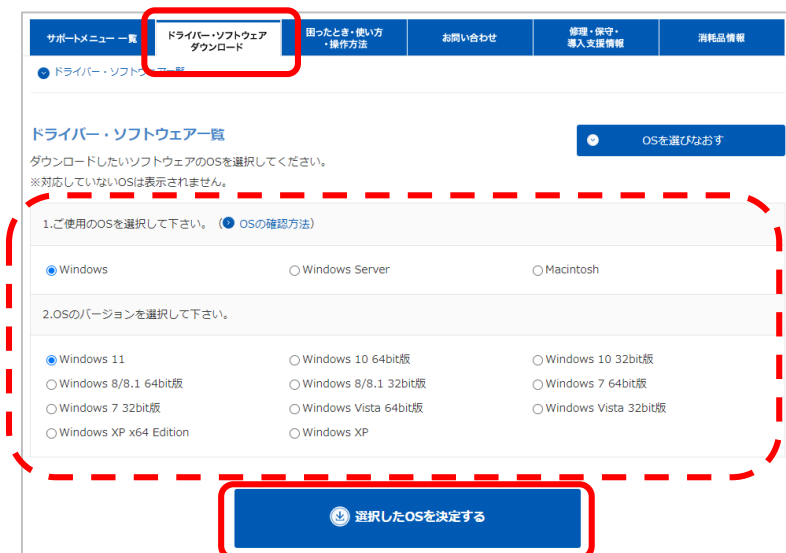 サポートメニュー 一覧
ドライバー・ソフトウェア
ダウンロード
困ったとき・使い方
・操作方法
お問い合わせ
修理・保守・
導入支援情報
消耗品情報
ドライバー・ソフトウェア一覧
ドライバー・ソフトウェア一覧
OSを選びなおす
ダウンロードしたいソフトウェアのOSを選択してください。
※対応していないOSは表示されません。
1.ご使用のOSを選択して下さい。（ OSの確認方法）
Windows
Windows Server
Macintosh
2.OSのバージョンを選択して下さい。
Windows 11
Windows 10 64bit版
Windows 10 32bit版
Windows 8/8.1 64bit版
Windows 8/8.1 32bit版
Windows 7 64bit版
Windows 7 32bit版
Windows Vista 64bit版
Windows Vista 32bit版
Windows XP x64 Edition
Windows XP
選択したOSを決定する